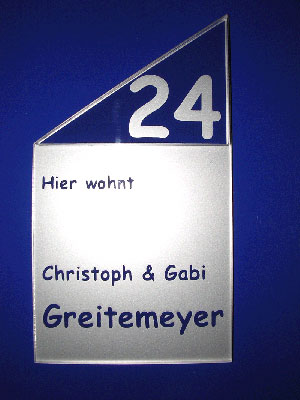 24
Hier wohnt
Christoph & Gabi
Greitemeyer